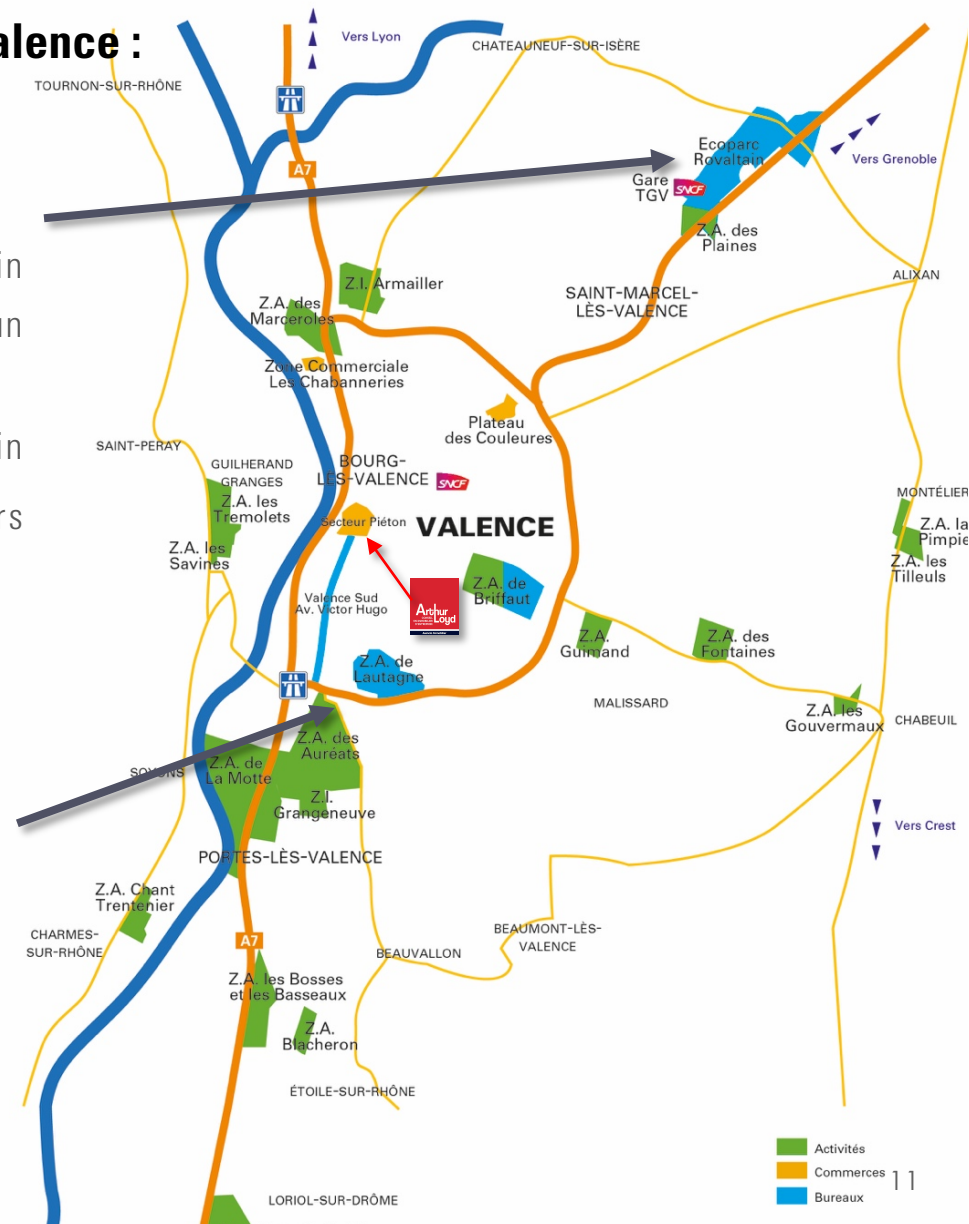 alence :
Vers Lyon
CHATEAUNEUF-SUR-ISÈRE
TOURNON-SUR-RHÔNE
A7
Ecoparc
Rovaltain
Vers Grenoble
Gare
TGV
SNCF
Z.A. des
Plaines
in
un
ALIXAN
Z.I. Armailler
SAINT-MARCEL-
LÈS-VALENCE
Z.A. des
Marceroles
Zone Commerciale
Les Chabanneries
Plateau
des Couleures
in
rs
SAINT-PERAY
GUILHERAND
GRANGES
BOURG-
LÈS-VALENCE
SNCF
Z.A. les
Tremolets
Secteur Piéton
VALENCE
MONTÉLIER
Z.A. la
Pimpie
Z.A. les
Tilleuls
Z.A. les
Savines
Valence Sud
Av. Victor Hugo
Arthur
Loyd
Z.A. de
Briffaut
Z.A.
Guimand
Z.A. des
Fontaines
Z.A. de
Lautagne
MALISSARD
Z.A. les
Gouvermaux
CHABEUIL
Z.A. des
Auréats
SOYONS
Z.A. de
La Motte
Z.I.
Grangeneuve
Vers Crest
PORTES-LÈS-VALENCE
Z.A. Chant
Trentenier
CHARMES-
SUR-RHÔNE
A7
BEAUVALLON
BEAUMONT-LÈS-
VALENCE
Z.A. les Bosses
et les Basseaux
Z.A.
Blacheron
ÉTOILE-SUR-RHÔNE
Activités
Commerces
11
Bureaux
LORIOL-SUR-DRÔME